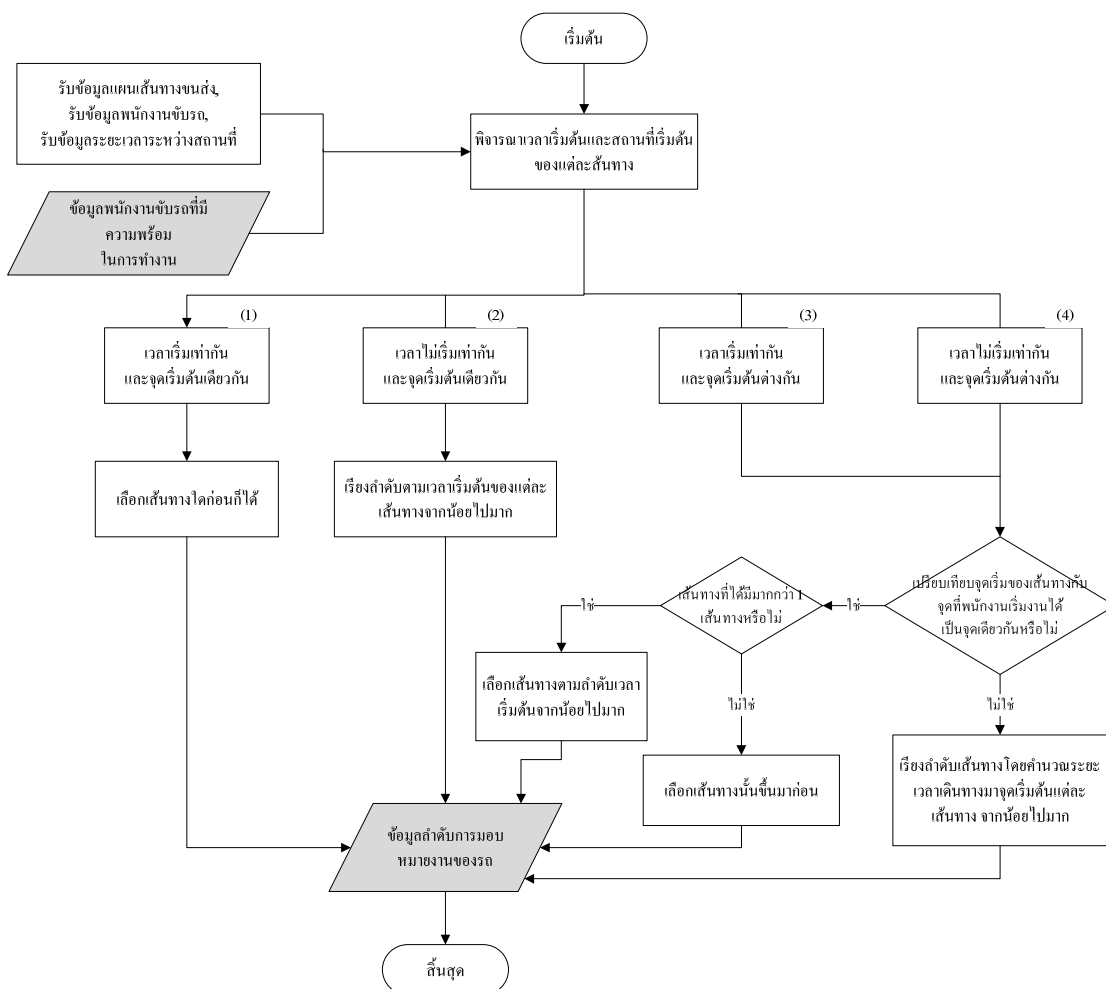 เริ่มต้น
รับข้อมูลแผนเส้นทางขนส่ง,
รับข้อมูลพนักงานขับรถ,
รับข้อมูลระยะเวลาระหว่างสถานที่
พิจารณาเวลาเริ่มต้นและสถานที่เริ่มต้น
ของแต่ละส้นทาง
ข้อมูลพนักงานขับรถที่มี
ความพร้อม
ในการทำงาน
(1)
เวลาเริ่มเท่ากัน
และจุดเริ่มต้นเดียวกัน
(2)
เวลาไม่เริ่มเท่ากัน
และจุดเริ่มต้นเดียวกัน
(3)
เวลาเริ่มเท่ากัน
และจุดเริ่มต้นต่างกัน
(4)
เวลาไม่เริ่มเท่ากัน
และจุดเริ่มต้นต่างกัน
เลือกเส้นทางใดก่อนก็ได้
เรียงลำดับตามเวลาเริ่มต้นของแต่ละ
เส้นทางจากน้อยไปมาก
เปรียบเทียบจุดเริ่มของเส้นทางกับ
จุดที่พนักงานเริ่มงานได้
เป็นจุดเดียวกันหรือไม่
ใช่
เส้นทางที่ได้มีมากกว่า 1
เส้นทางหรือไม่
ใช่
เลือกเส้นทางตามลำดับเวลา
เริ่มต้นจากน้อยไปมาก
ไม่ใช่
เลือกเส้นทางนั้นขึ้นมาก่อน
ไม่ใช่
เรียงลำดับเส้นทางโดยคำนวณระยะ
เวลาเดินทางมาจุดเริ่มต้นแต่ละ
เส้นทาง จากน้อยไปมาก
ข้อมูลลำดับการมอบ
หมายงานของรถ
สิ้นสุด